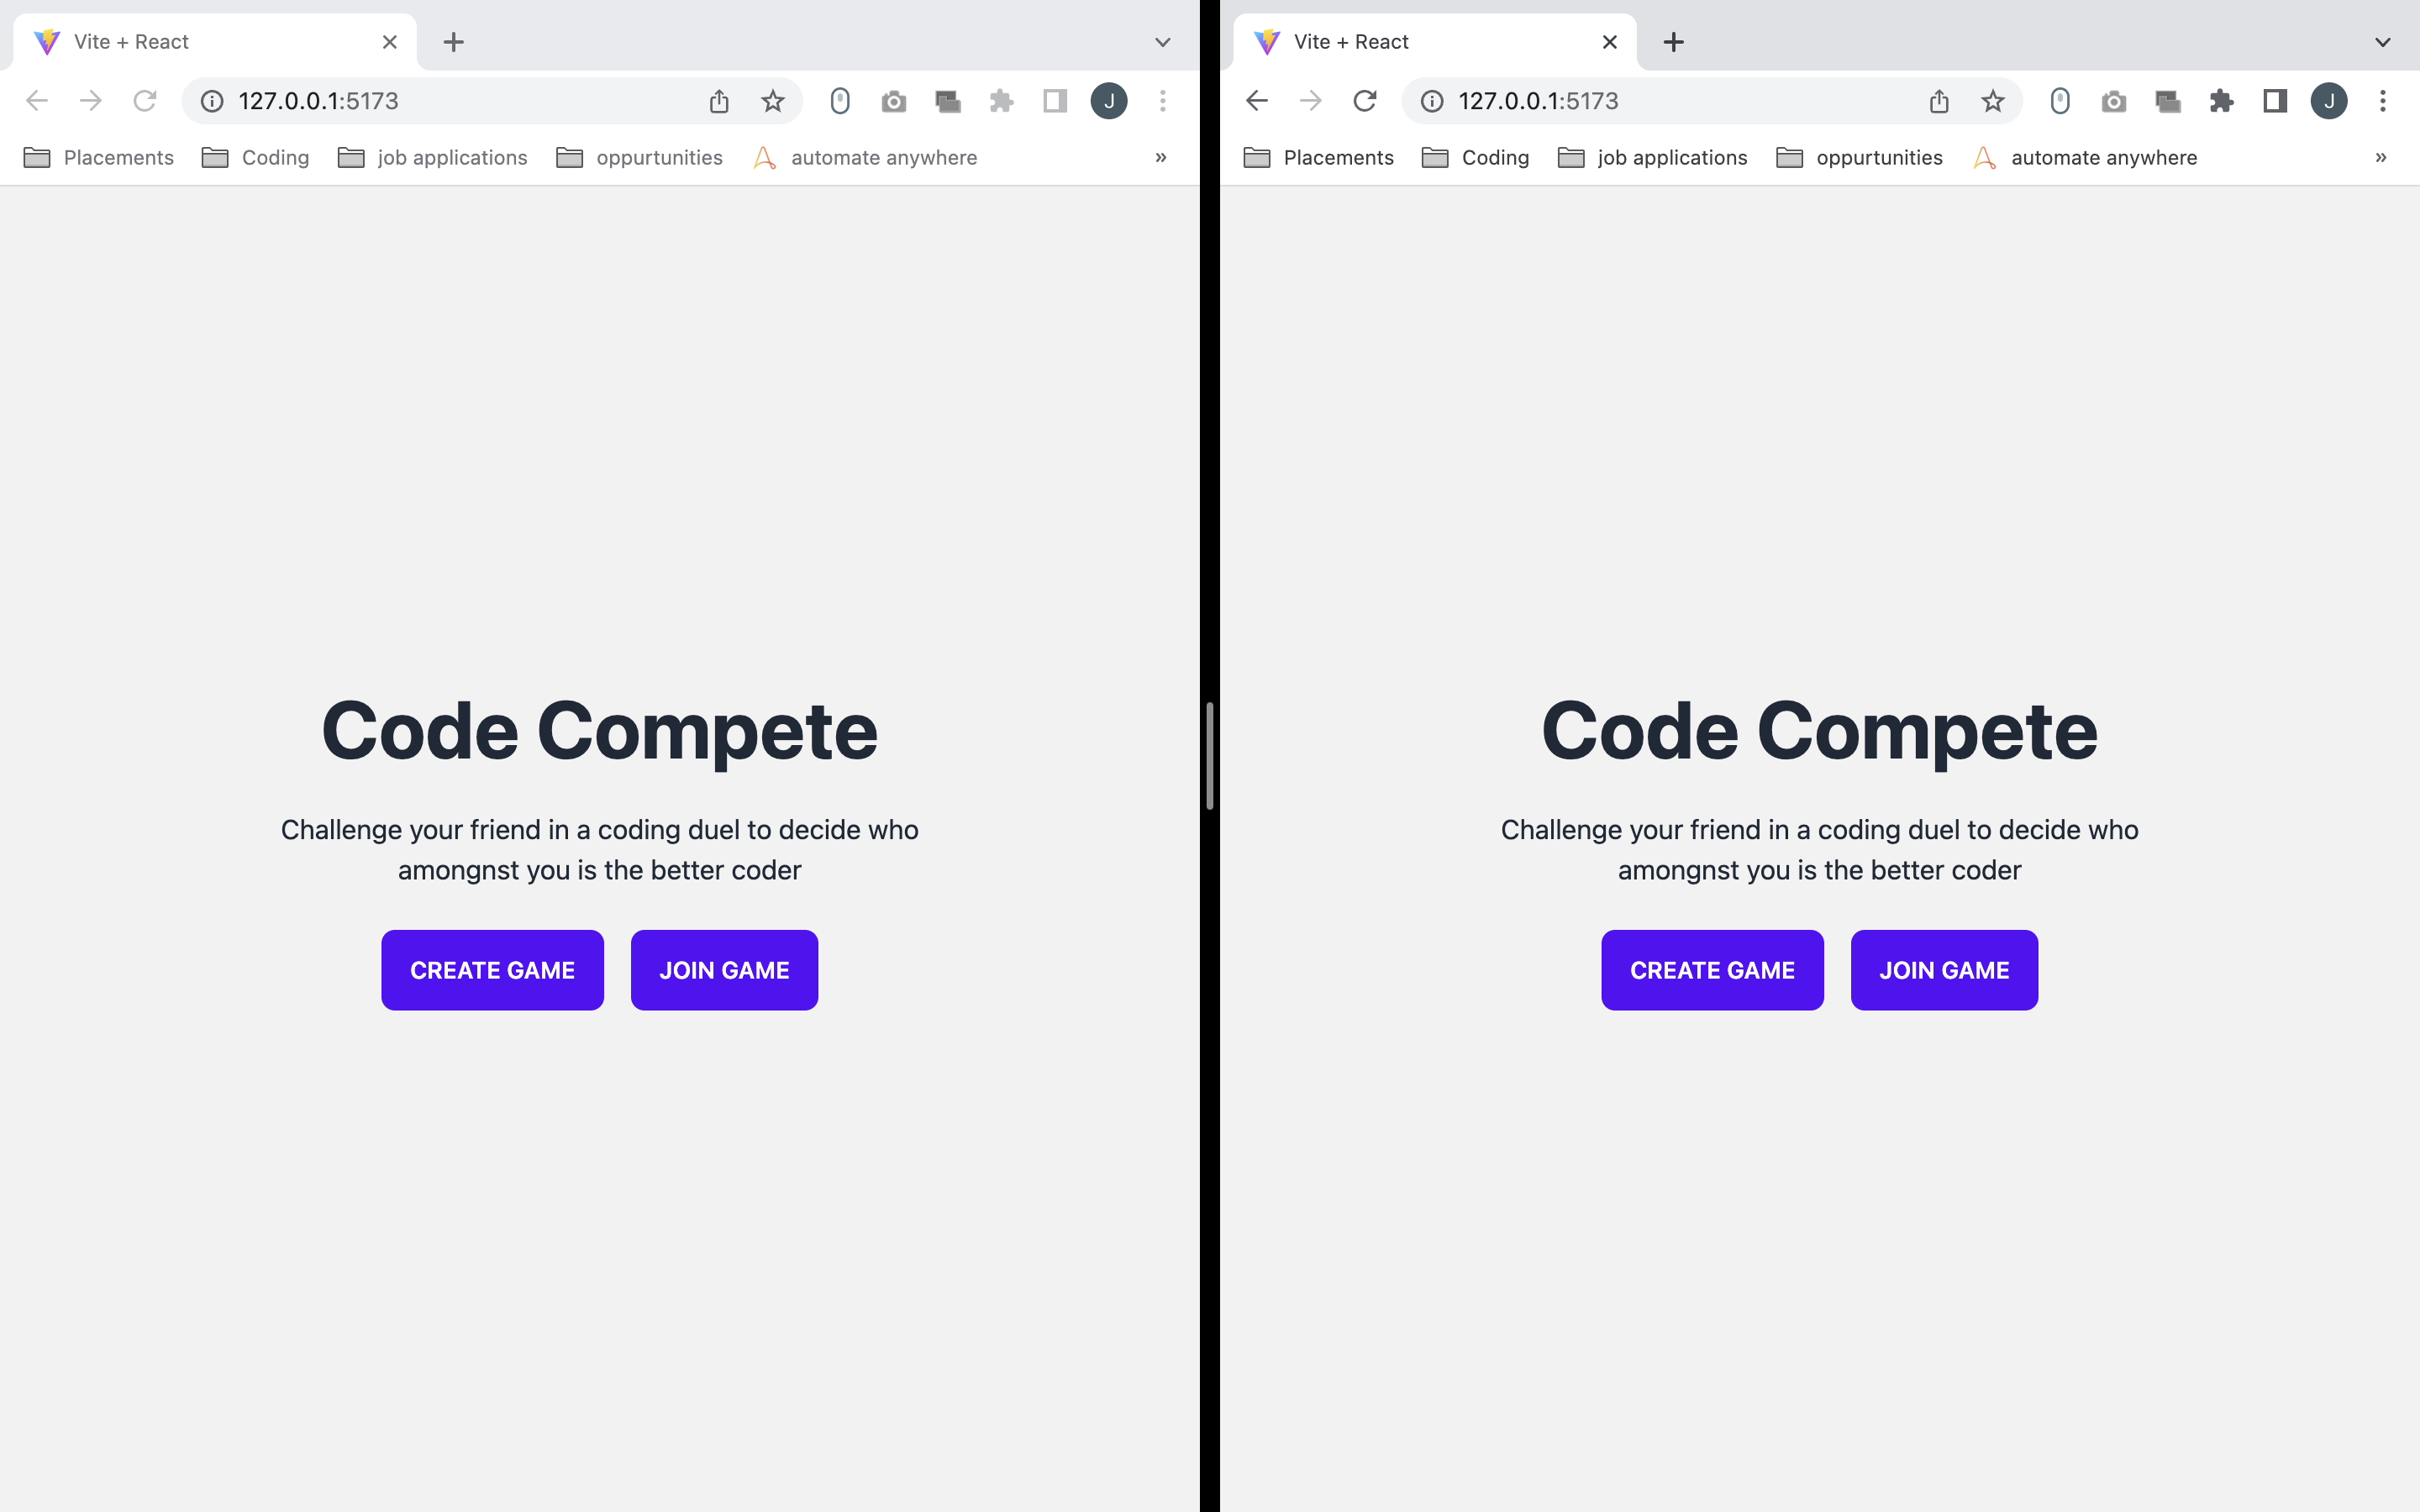 Vite + React
127.0.0.1:5173
J
Placements Coding job applications oppurtunities automate anywhere »
Code Compete
Challenge your friend in a coding duel to decide who
amongnst you is the better coder
CREATE GAME JOIN GAME
Vite + React
127.0.0.1:5173
J
Placements Coding job applications oppurtunities automate anywhere »
Code Compete
Challenge your friend in a coding duel to decide who
amongnst you is the better coder
CREATE GAME JOIN GAME